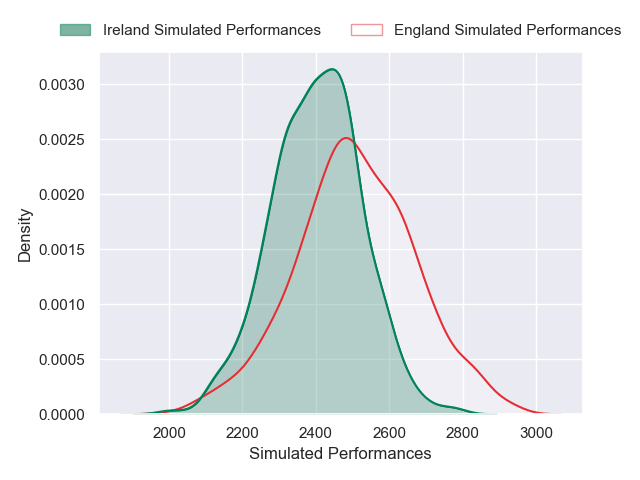 Ireland Simulated Performances England Simulated Performances
0.0030
0.0025
0.0020
0.0015
0.0010
0.0005
0.0000
Density
2000 2200 2400 2600 2800 3000
Simulated Performances